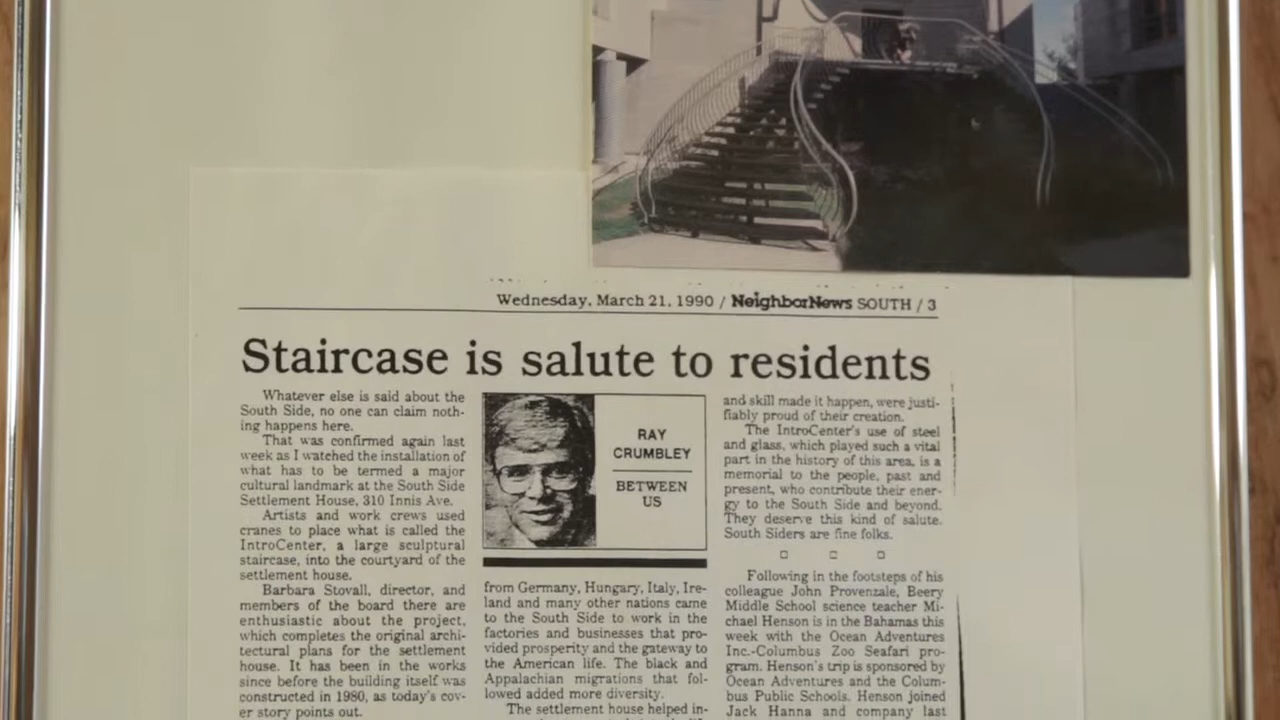 Wednesday, March 21, 1990 / NeighborNews SOUTH / 3
Staircase is salute to residents
Whatever else is said about the
South Side, no one can claim noth-
ing happens here.
That was confirmed again last
week as I watched the installation of
what has to be termed a major
cultural landmark at the South Side
Settlement House, 310 Innis Ave.
Artists and work crews used
cranes to place what is called the
IntroCenter, a large sculptural
staircase, into the courtyard of the
settlement house.
Barbara Stovall, director, and
members of the board there are
enthusiastic about the project,
which completes the original archi-
tectural plans for the settlement
house. It has been in the works
since before the building itself was
constructed in 1980, as today's cov-
er story points out.
RAY
CRUMBLEY
BETWEEN
US
from Germany, Hungary, Italy, Ire-
land and many other nations came
to the South Side to work in the
factories and businesses that pro-
vided prosperity and the gateway to
the American life. The black and
Appalachian migrations that fol-
lowed added more diversity.
The settlement house helped in-
and skill made it happen, were justi-
fiably proud of their creation.
The IntroCenter's use of steel
and glass, which played such a vital
part in the history of this area, is a
memorial to the people, past and
present, who contribute their ener-
gy to the South Side and beyond.
They deserve this kind of salute.
South Siders are fine folks.
Following in the footsteps of his
colleague John Provenzale, Beery
Middle School science teacher Mi-
chael Henson is in the Bahamas this
week with the Ocean Adventures
Inc.-Columbus Zoo Seafari pro-
gram. Henson's trip is sponsored by
Ocean Adventures and the Colum-
bus Public Schools. Henson joined
Jack Hanna and company last